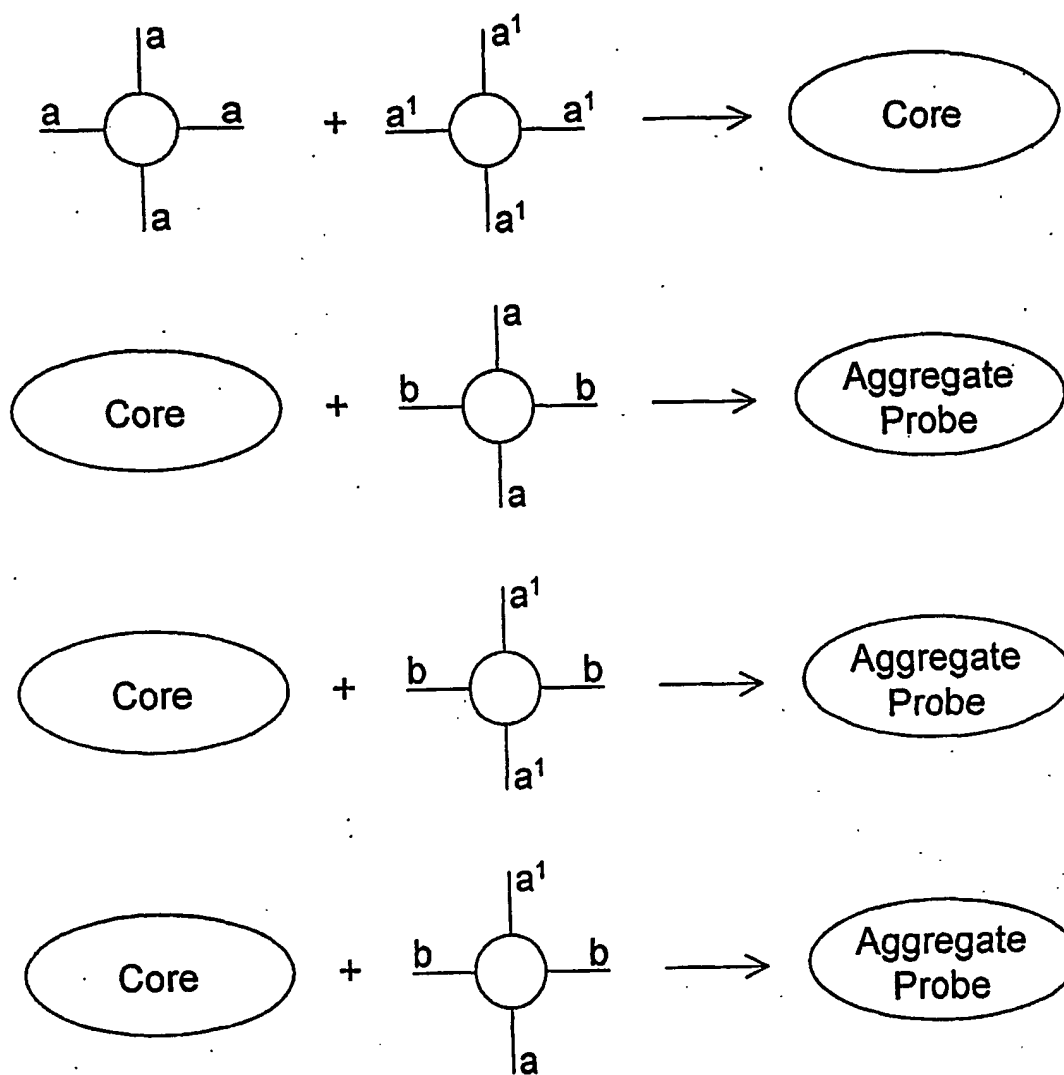 a a¹
a a + a¹ a¹ → Core
a a¹
a
Core + b b → Aggregate Probe
a
a¹
Core + b b → Aggregate Probe
a¹
a¹
Core + b b → Aggregate Probe
a